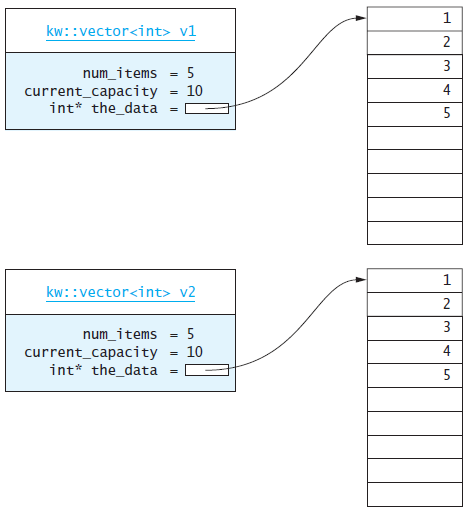 kw::vector<int> v1
num_items = 5
current_capacity = 10
int* the_data =
1
2
3
4
5
kw::vector<int> v2
num_items = 5
current_capacity = 10
int* the_data =
1
2
3
4
5